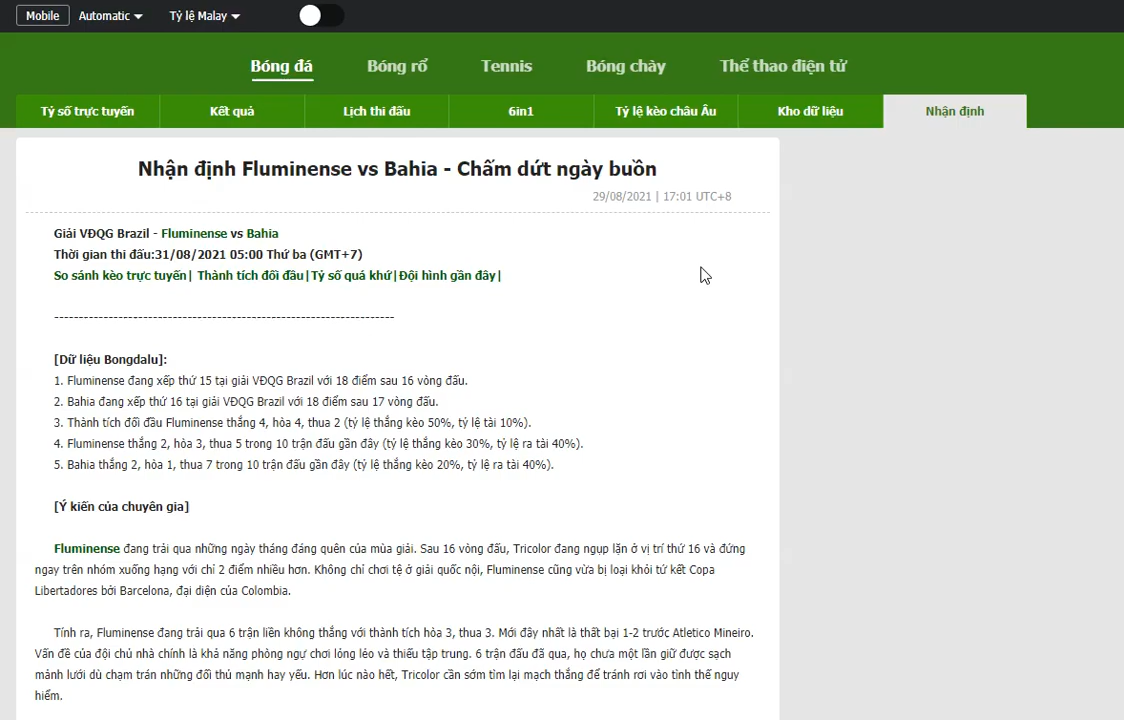 Mobile Automatic Tỷ lệ Malay
Bóng đá Bóng rổ Tennis Bóng chày Thể thao điện tử
Tỷ số trực tuyến Kết quả Lịch thi đấu 6in1 Tỷ lệ kèo châu Âu Kho dữ liệu Nhận định
Nhận định Fluminense vs Bahia - Chấm dứt ngày buồn
29/08/2021 | 17:01 UTC+8
Giải VĐQG Brazil - Fluminense vs Bahia
Thời gian thi đấu:31/08/2021 05:00 Thứ ba (GMT+7)
So sánh kèo trực tuyến| Thành tích đối đầu|Tỷ số quá khứ|Đội hình gần đây|
--------------------------------------------------------------------
[Dữ liệu Bongdalu]:
1. Fluminense đang xếp thứ 15 tại giải VĐQG Brazil với 18 điểm sau 16 vòng đấu.
2. Bahia đang xếp thứ 16 tại giải VĐQG Brazil với 18 điểm sau 17 vòng đấu.
3. Thành tích đối đầu Fluminense thắng 4, hòa 4, thua 2 (tỷ lệ thắng kèo 50%, tỷ lệ tài 10%).
4. Fluminense thắng 2, hòa 3, thua 5 trong 10 trận đấu gần đây (tỷ lệ thắng kèo 30%, tỷ lệ ra tài 40%).
5. Bahia thắng 2, hòa 1, thua 7 trong 10 trận đấu gần đây (tỷ lệ thắng kèo 20%, tỷ lệ ra tài 40%).
[Ý kiến của chuyên gia]
Fluminense đang trải qua những ngày tháng đáng quên của mùa giải. Sau 16 vòng đấu, Tricolor đang ngụp lặn ở vị trí thứ 16 và đứng
ngay trên nhóm xuống hạng với chỉ 2 điểm nhiều hơn. Không chỉ chơi tệ ở giải quốc nội, Fluminense cũng vừa bị loại khỏi tứ kết Copa
Libertadores bởi Barcelona, đại diện của Colombia.
Tính ra, Fluminense đang trải qua 6 trận liền không thắng với thành tích hòa 3, thua 3. Mới đây nhất là thất bại 1-2 trước Atletico Mineiro.
Vấn đề của đội chủ nhà chính là khả năng phòng ngự chơi lỏng lẻo và thiếu tập trung. 6 trận đấu đã qua, họ chưa một lần giữ được sạch
mành lưới dù chạm trán những đối thủ mạnh hay yếu. Hơn lúc nào hết, Tricolor cần sớm tìm lại mạch thắng để tránh rơi vào tình thế nguy
hiểm.